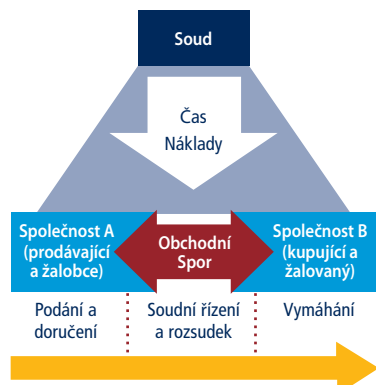 Soud
Čas
Náklady
Společnost A
(prodávající
a žalobce)
Obchodní
Spor
Společnost B
(kupující a
žalovaný)
Podání a
doručení
Soudní řízení
a rozsudek
Vymáhání